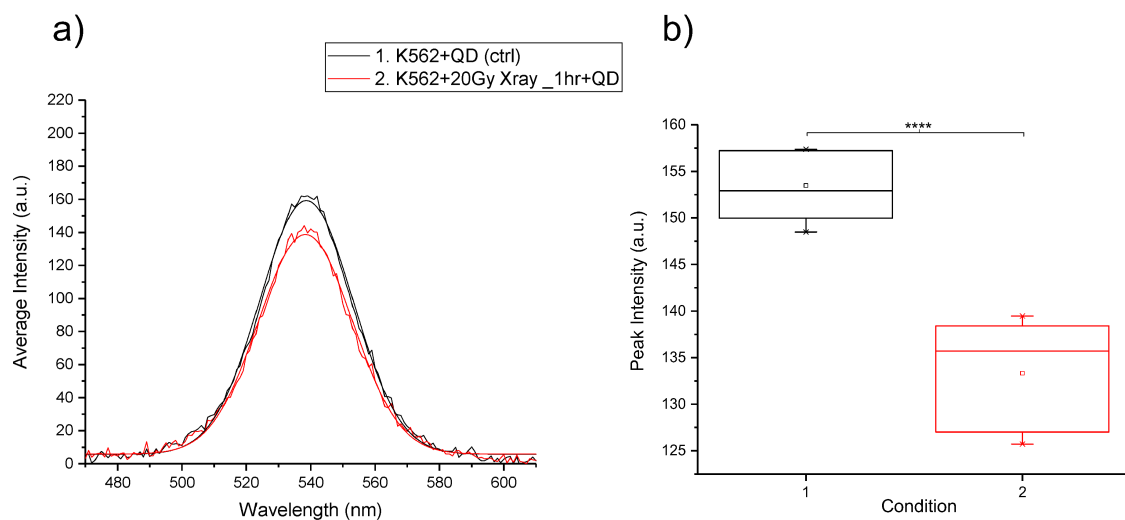 a)
1. K562+QD (ctrl)
2. K562+20Gy Xray _1hr+QD
220
200
180
160
140
120
100
80
60
40
20
0
Average Intensity (a.u.)
480 500 520 540 560 580 600
Wavelength (nm)
b)
****
160
155
150
145
140
135
130
125
Peak Intensity (a.u.)
1 2
Condition